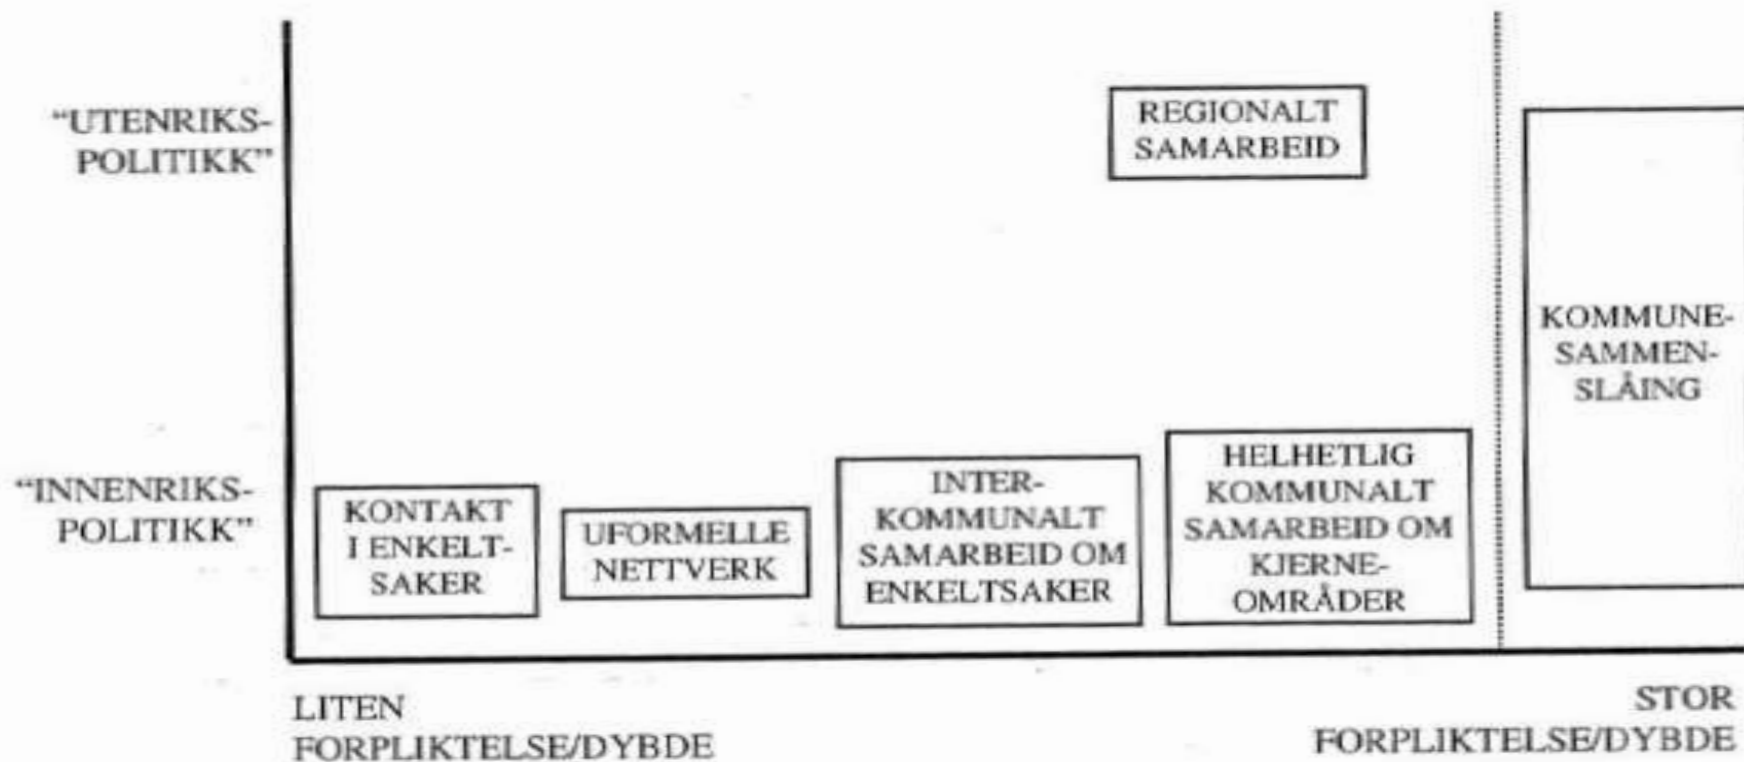 “UTENRIKS-
POLITIKK”
REGIONALT
SAMARBEID
KOMMUNE-
SAMMEN-
SLÅING
“INNENRIKS-
POLITIKK”
KONTAKT
I ENKELT-
SAKER
UFORMELLE
NETTVERK
INTER-
KOMMUNALT
SAMARBEID OM
ENKELTSAKER
HELHETLIG
KOMMUNALT
SAMARBEID OM
KJERNE-
OMRÅDER
LITEN
FORPLIKTELSE/DYBDE
STOR
FORPLIKTELSE/DYBDE